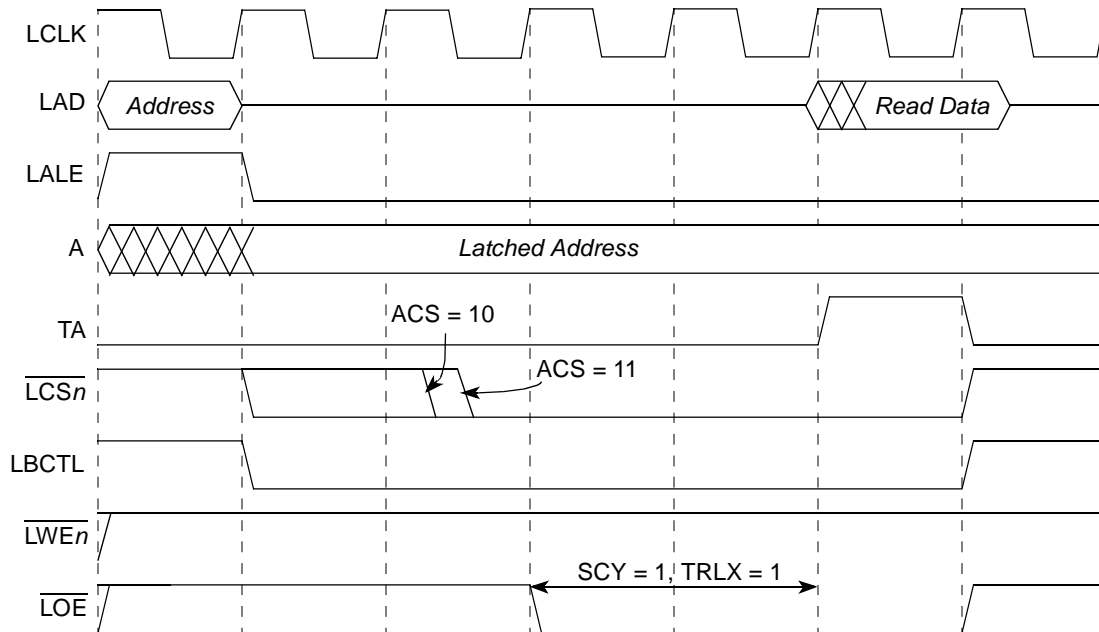 LCLK
LAD Address Read Data
LALE
A Latched Address
ACS = 10
TA
ACS = 11
LCSn
LBCTL
LWEn
SCY = 1, TRLX = 1
LOE